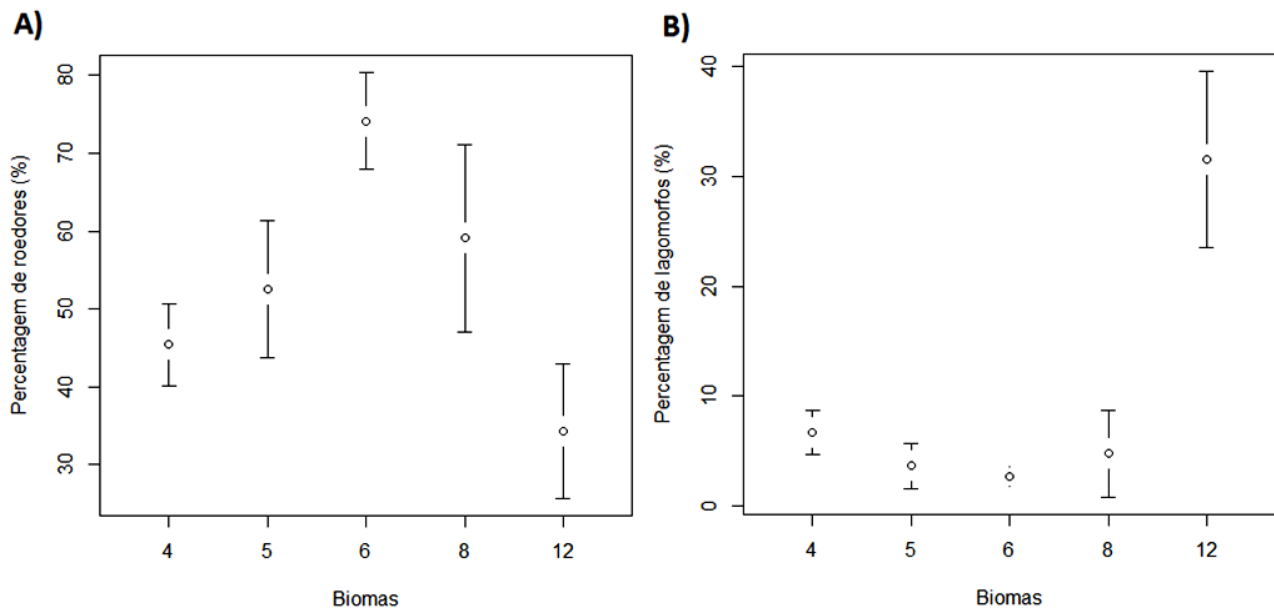 A)
Percentagem de roedores (%)
80
70
60
50
40
30
4 5 6 8 12
Biomas
B)
Percentagem de lagomorfos (%)
40
30
20
10
0
4 5 6 8 12
Biomas